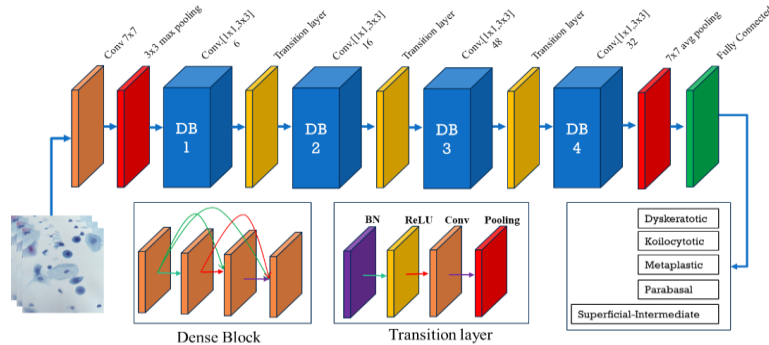 Conv 7x7
3x3 max pooling
Conv.[1x1,3x3]
6
Transition layer
Conv.[1x1,3x3]
16
Transition layer
Conv.[1x1,3x3]
48
Transition layer
Conv.[1x1,3x3]
32
7x7 avg pooling
Fully Connected
DB
1
DB
2
DB
3
DB
4
BN
ReLU
Conv
Pooling
Dyskeratotic
Koilocytotic
Metaplastic
Parabasal
Superficial-Intermediate
Dense Block
Transition layer